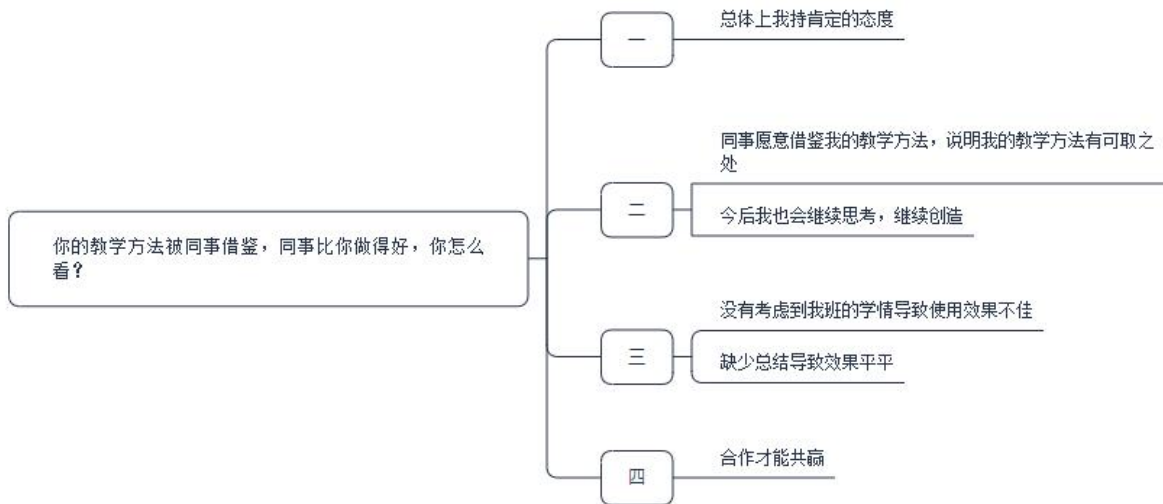 你的教学方法被同事借鉴，同事比你做得好，你怎么
看？
一
总体上我持肯定的态度
二
同事愿意借鉴我的教学方法，说明我的教学方法有可取之
处
今后我也会继续思考，继续创造
三
没有考虑到我班的学情导致使用效果不佳
缺少总结导致效果平平
四
合作才能共赢